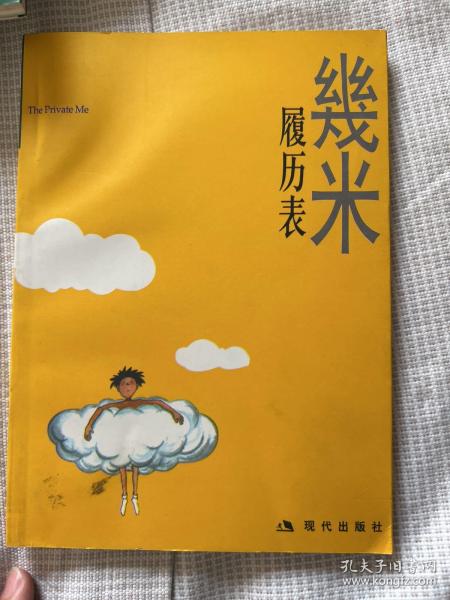 The Private Me
幾米
履历表
现代出版社
孔夫子旧书网
www.kongfz.com